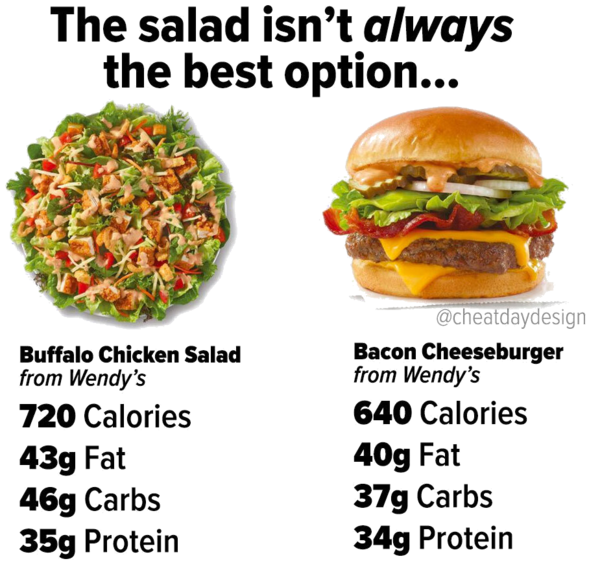 The salad isn’t always
the best option...
@cheatdaydesign
Buffalo Chicken Salad
from Wendy’s
720 Calories
43g Fat
46g Carbs
35g Protein
Bacon Cheeseburger
from Wendy’s
640 Calories
40g Fat
37g Carbs
34g Protein